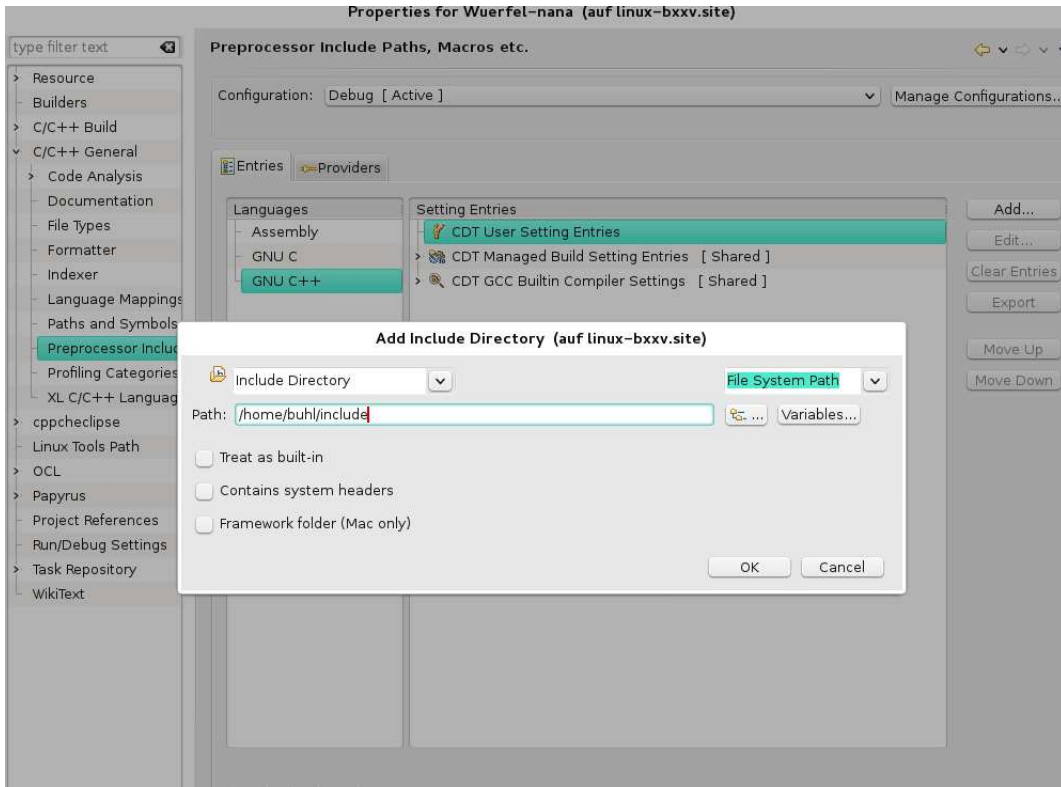 Properties for Wuerfel-nana (auf linux-bxxv.site)
type filter text
Resource
Builders
C/C++ Build
C/C++ General
Code Analysis
Documentation
File Types
Formatter
Indexer
Language Mappings
Paths and Symbols
Preprocessor Includ
Profiling Categories
XL C/C++ Languag
cppcheclipse
Linux Tools Path
OCL
Papyrus
Project References
Run/Debug Settings
Task Repository
WikiText
Preprocessor Include Paths, Macros etc.
Configuration: Debug [ Active ]
Manage Configurations..
Entries
Providers
Languages
Assembly
GNU C
GNU C++
Setting Entries
CDT User Setting Entries
CDT Managed Build Setting Entries [ Shared ]
CDT GCC Builtin Compiler Settings [ Shared ]
Add...
Edit...
Clear Entries
Export
Move Up
Move Down
Add Include Directory (auf linux-bxxv.site)
Include Directory
File System Path
Path: /home/buhl/include
...
Variables...
Treat as built-in
Contains system headers
Framework folder (Mac only)
OK
Cancel